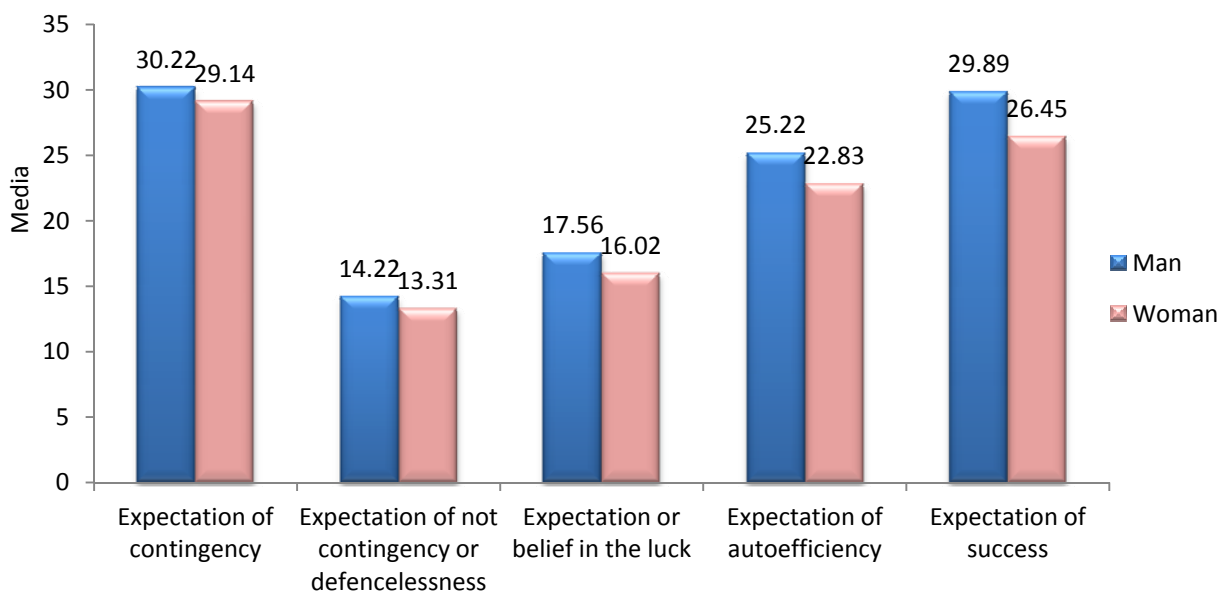 35
30
25
20
15
10
5
0
Media
30.22
29.14
14.22
13.31
17.56
16.02
25.22
22.83
29.89
26.45
Expectation of
contingency
Expectation of not
contingency or
defencelessness
Expectation or
belief in the luck
Expectation of
autoefficiency
Expectation of
success
Man
Woman